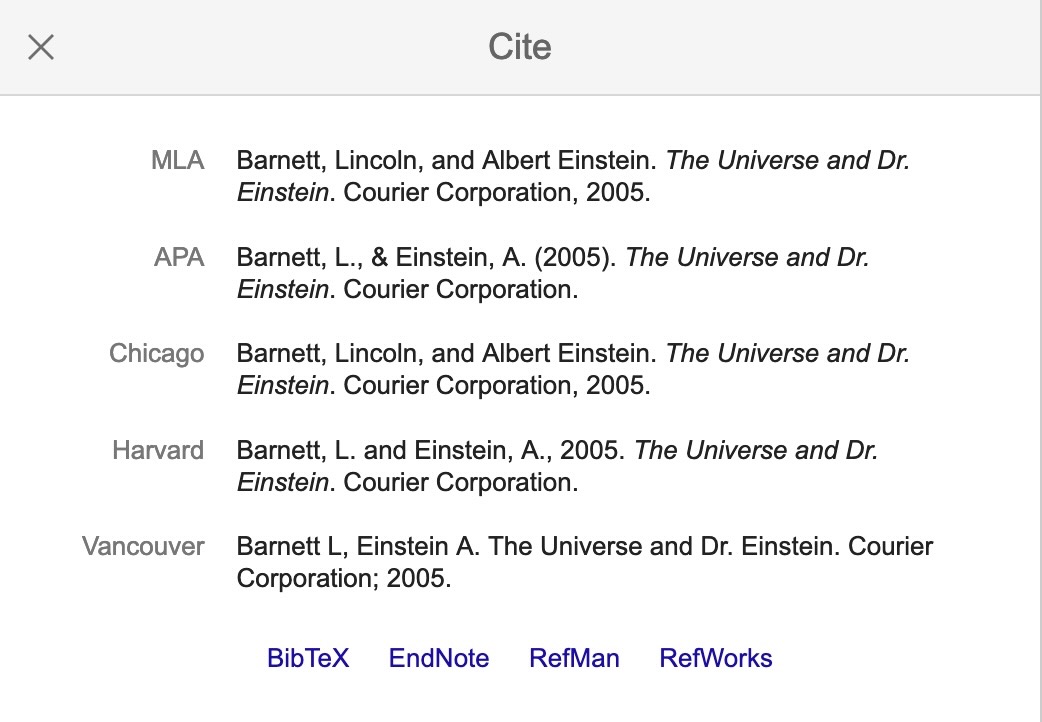 Cite
MLA Barnett, Lincoln, and Albert Einstein. The Universe and Dr.
Einstein. Courier Corporation, 2005.
APA Barnett, L., & Einstein, A. (2005). The Universe and Dr.
Einstein. Courier Corporation.
Chicago Barnett, Lincoln, and Albert Einstein. The Universe and Dr.
Einstein. Courier Corporation, 2005.
Harvard Barnett, L. and Einstein, A., 2005. The Universe and Dr.
Einstein. Courier Corporation.
Vancouver Barnett L, Einstein A. The Universe and Dr. Einstein. Courier
Corporation; 2005.
BibTeX EndNote RefMan RefWorks